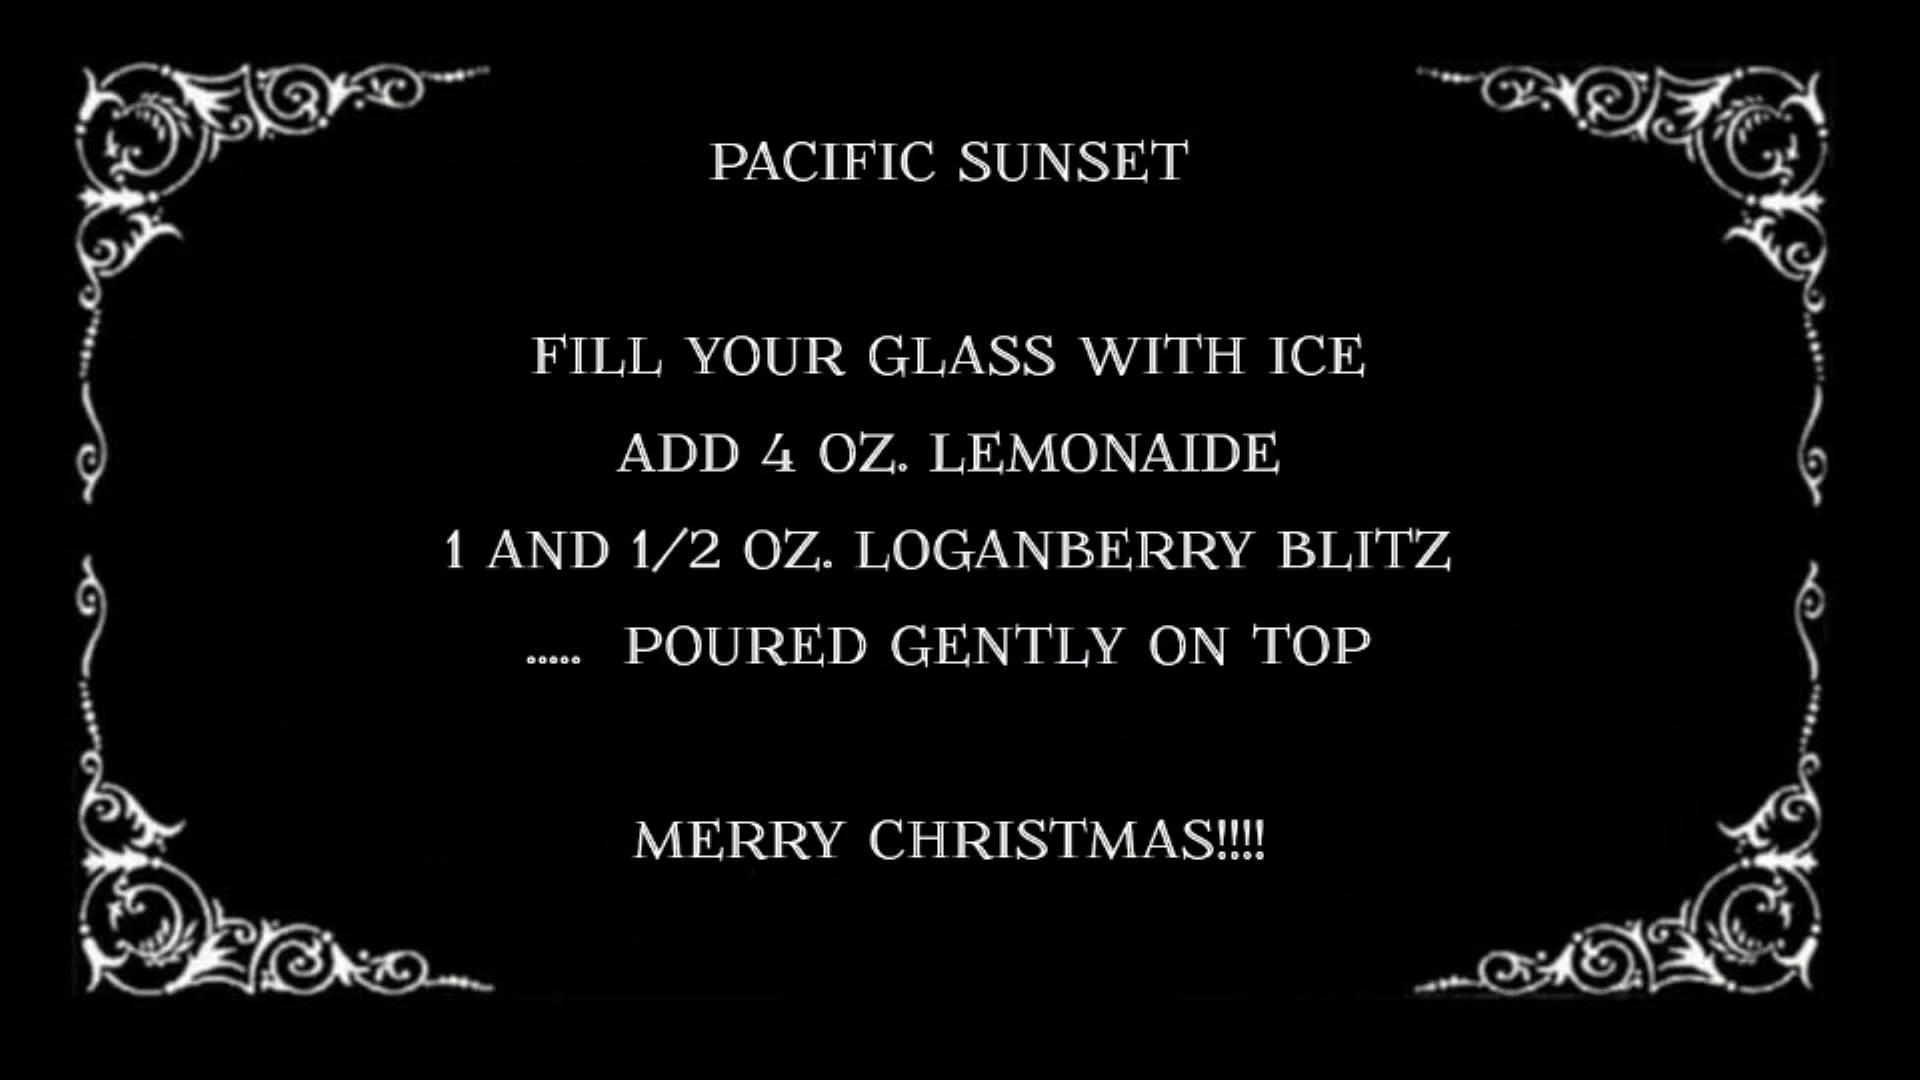 PACIFIC SUNSET
FILL YOUR GLASS WITH ICE
ADD 4 OZ. LEMONAIDE
1 AND 1/2 OZ. LOGANBERRY BLITZ
..... POURED GENTLY ON TOP
MERRY CHRISTMAS!!!!